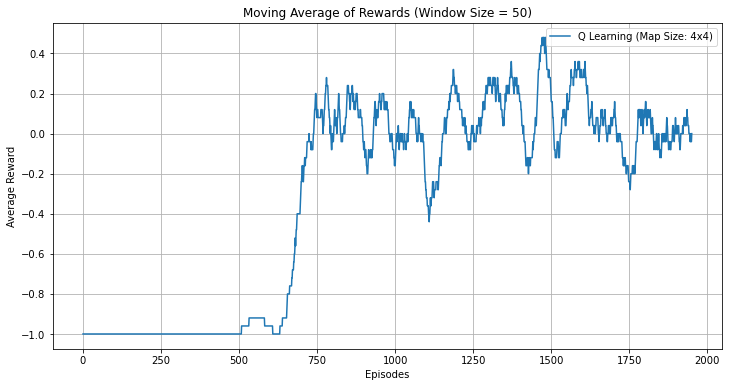 Moving Average of Rewards (Window Size = 50)
Q Learning (Map Size: 4x4)
Average Reward
0.4
0.2
0.0
−0.2
−0.4
−0.6
−0.8
−1.0
0 250 500 750 1000 1250 1500 1750 2000
Episodes